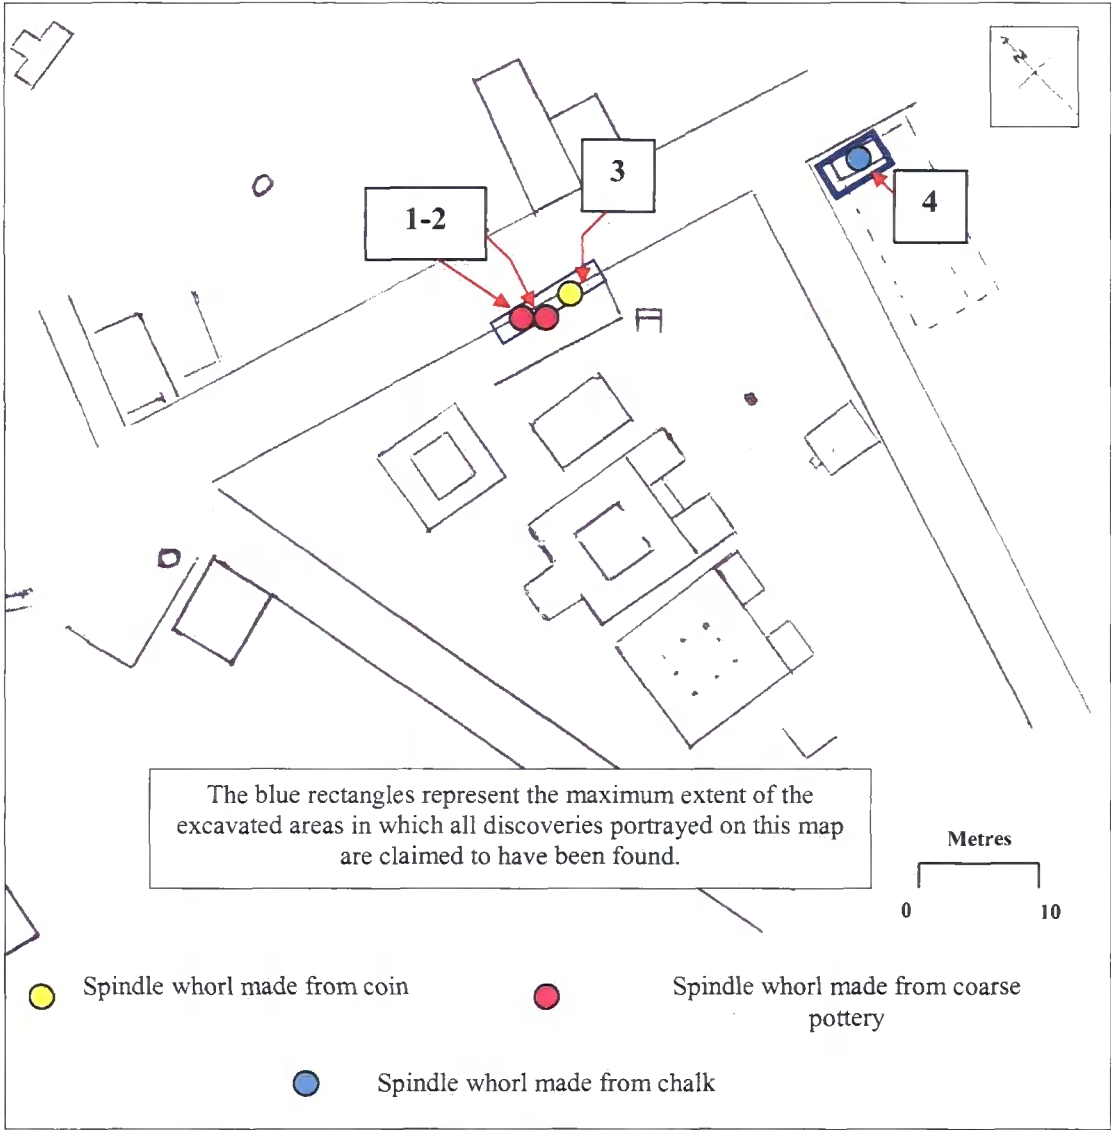 N
3
1-2
4
The blue rectangles represent the maximum extent of the
excavated areas in which all discoveries portrayed on this map
are claimed to have been found.
Metres
0 10
Spindle whorl made from coin
Spindle whorl made from coarse
pottery
Spindle whorl made from chalk